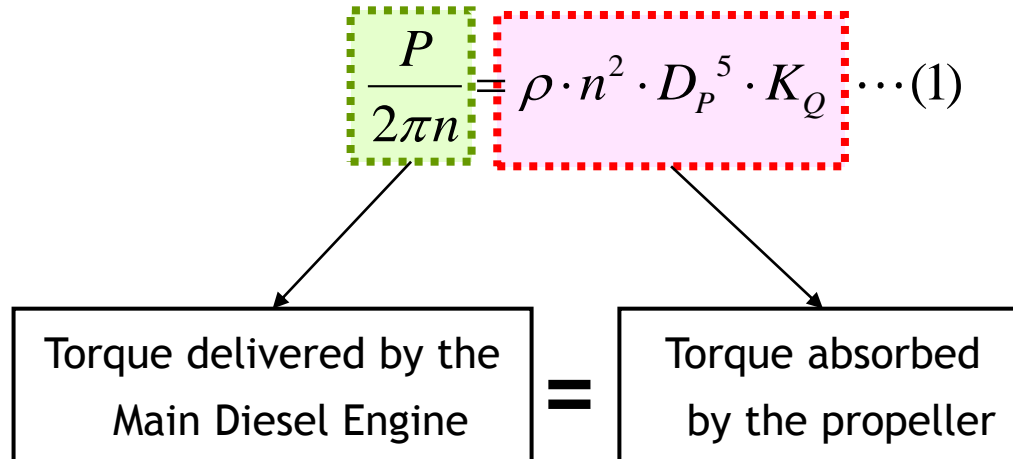 P/2πn = ρ · n² · D_P⁵ · K_Q ⋯(1)
Torque delivered by the
Main Diesel Engine
=
Torque absorbed
by the propeller